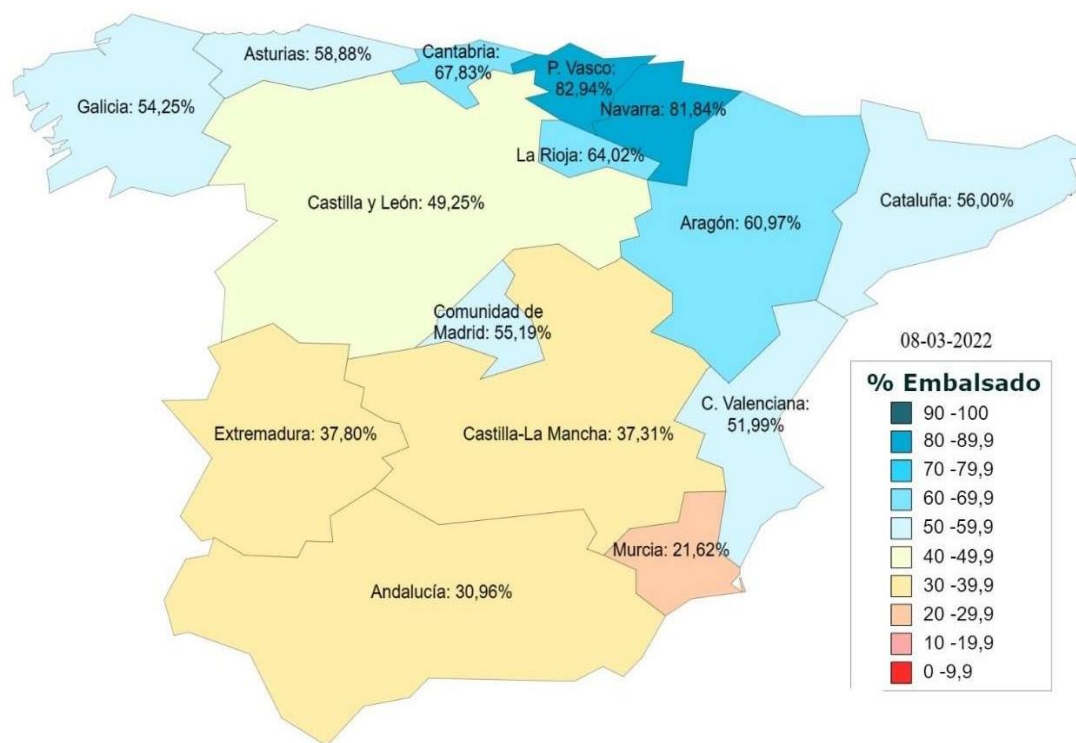 Asturias: 58,88%
Cantabria:
67,83%
P. Vasco:
82,94%
Galicia: 54,25%
Navarra: 81,84%
La Rioja: 64,02%
Castilla y León: 49,25%
Aragón: 60,97%
Cataluña: 56,00%
Comunidad de
Madrid: 55,19%
C. Valenciana:
51,99%
Extremadura: 37,80%
Castilla-La Mancha: 37,31%
Murcia: 21,62%
Andalucía: 30,96%
08-03-2022
% Embalsado
90 -100
80 -89,9
70 -79,9
60 -69,9
50 -59,9
40 -49,9
30 -39,9
20 -29,9
10 -19,9
0 -9,9